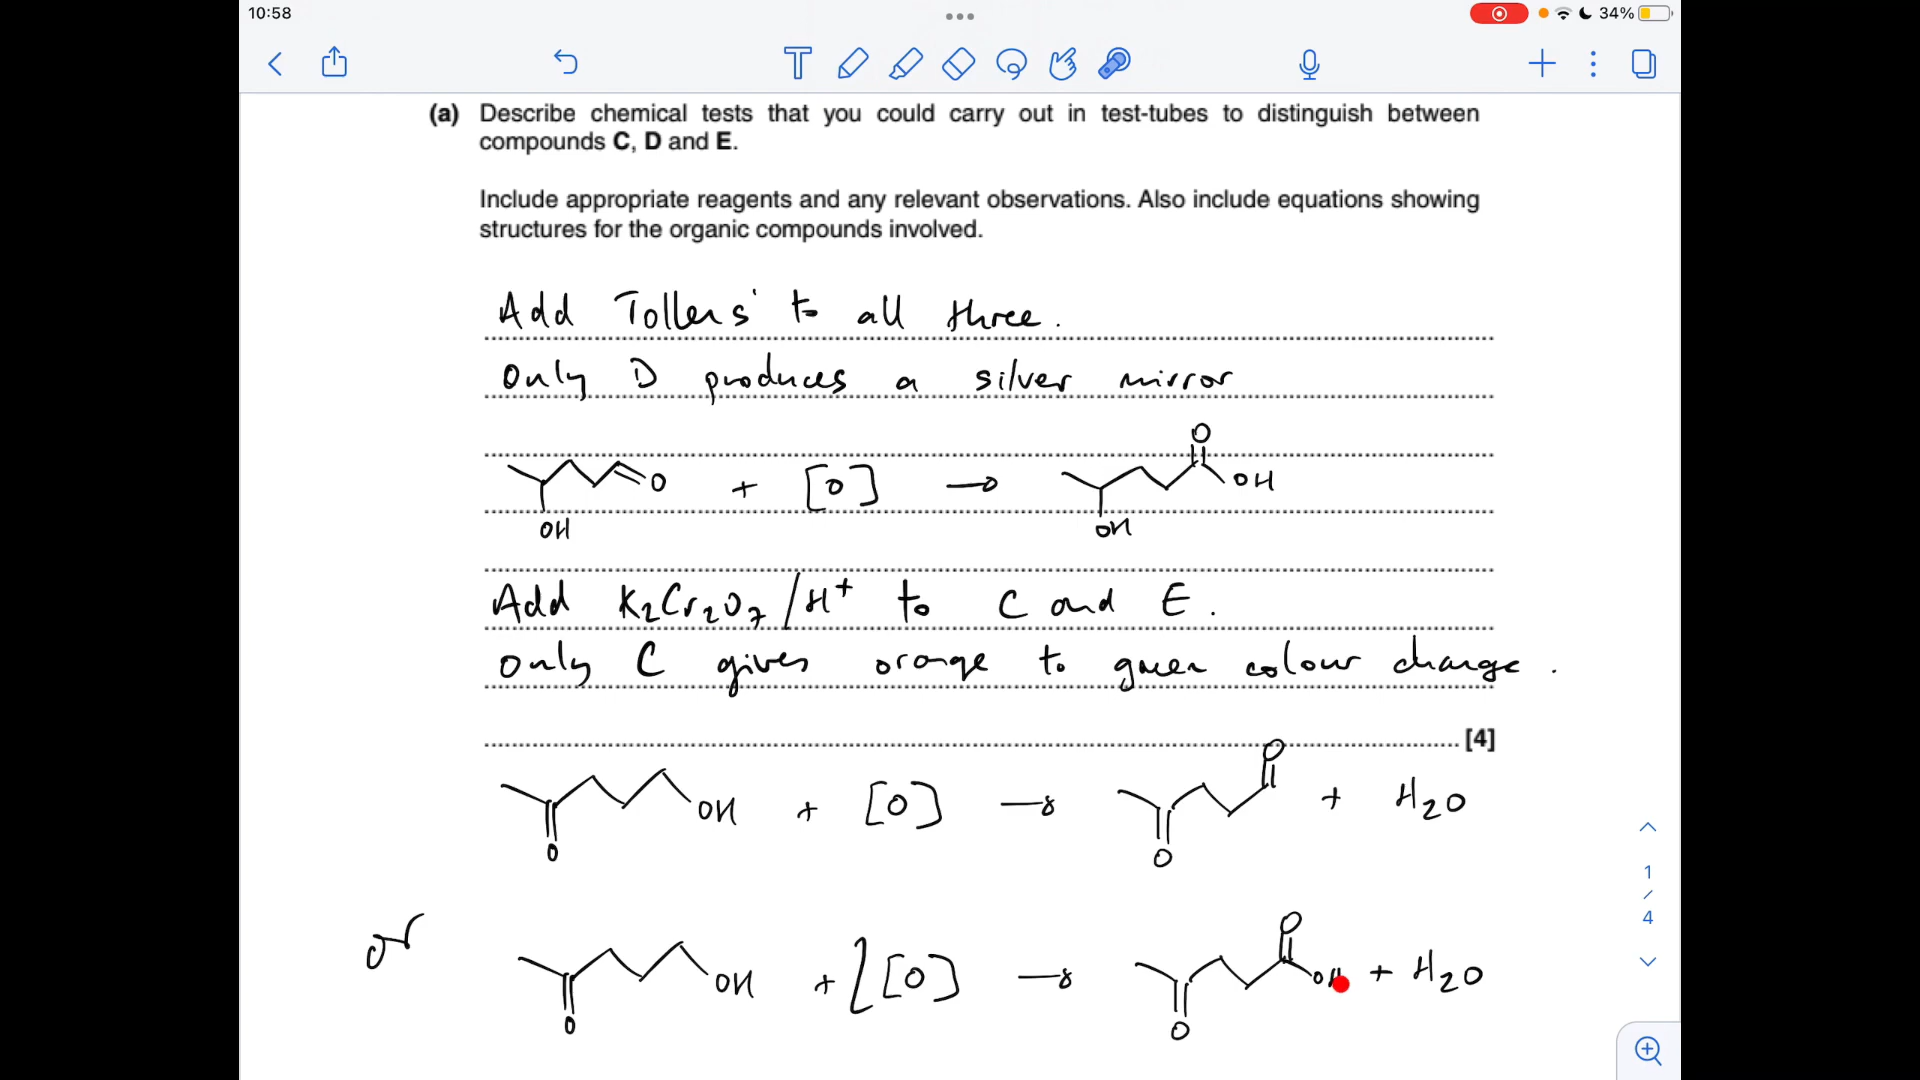 10:58
34%
(a) Describe chemical tests that you could carry out in test-tubes to distinguish between
compounds C, D and E.
Include appropriate reagents and any relevant observations. Also include equations showing
structures for the organic compounds involved.
Add Tollens' to all three.
Only D produces a silver mirror
O
O + [O] → OH
OH OH
Add K2Cr2O7/H+ to C and E.
Only C gives orange to green colour change.
[4]
O
OH + [O] → + H2O
O O
1
/
4
or
O
OH + 2[O] → OH + H2O
O O